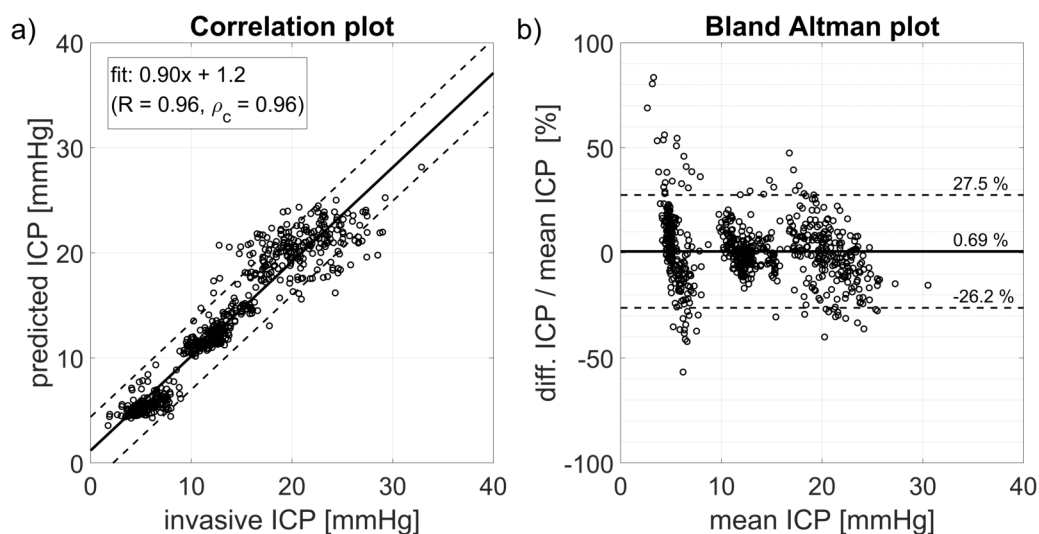 a)
Correlation plot
fit: 0.90x + 1.2
(R = 0.96, ρc = 0.96)
predicted ICP [mmHg]
40
30
20
10
0
0 10 20 30 40
invasive ICP [mmHg]
b)
Bland Altman plot
diff. ICP / mean ICP [%]
100
50
0
-50
-100
27.5 %
0.69 %
-26.2 %
0 10 20 30 40
mean ICP [mmHg]